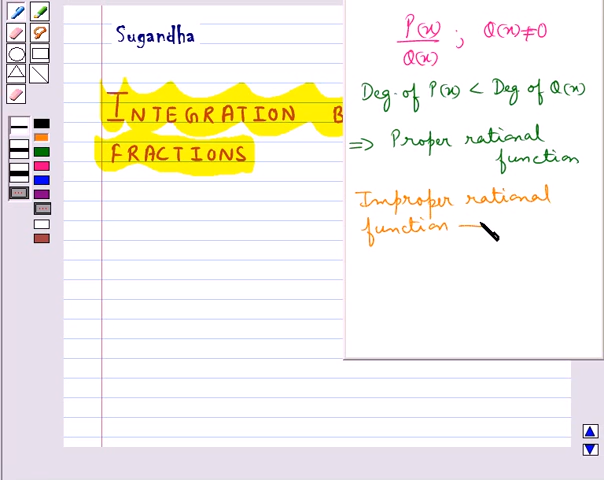 Sugandha
INTEGRATION B
FRACTIONS
P(x)/Q(x) ; Q(x)≠0
Deg. of P(x) < Deg of Q(x)
=> Proper rational
function
Improper rational
function →